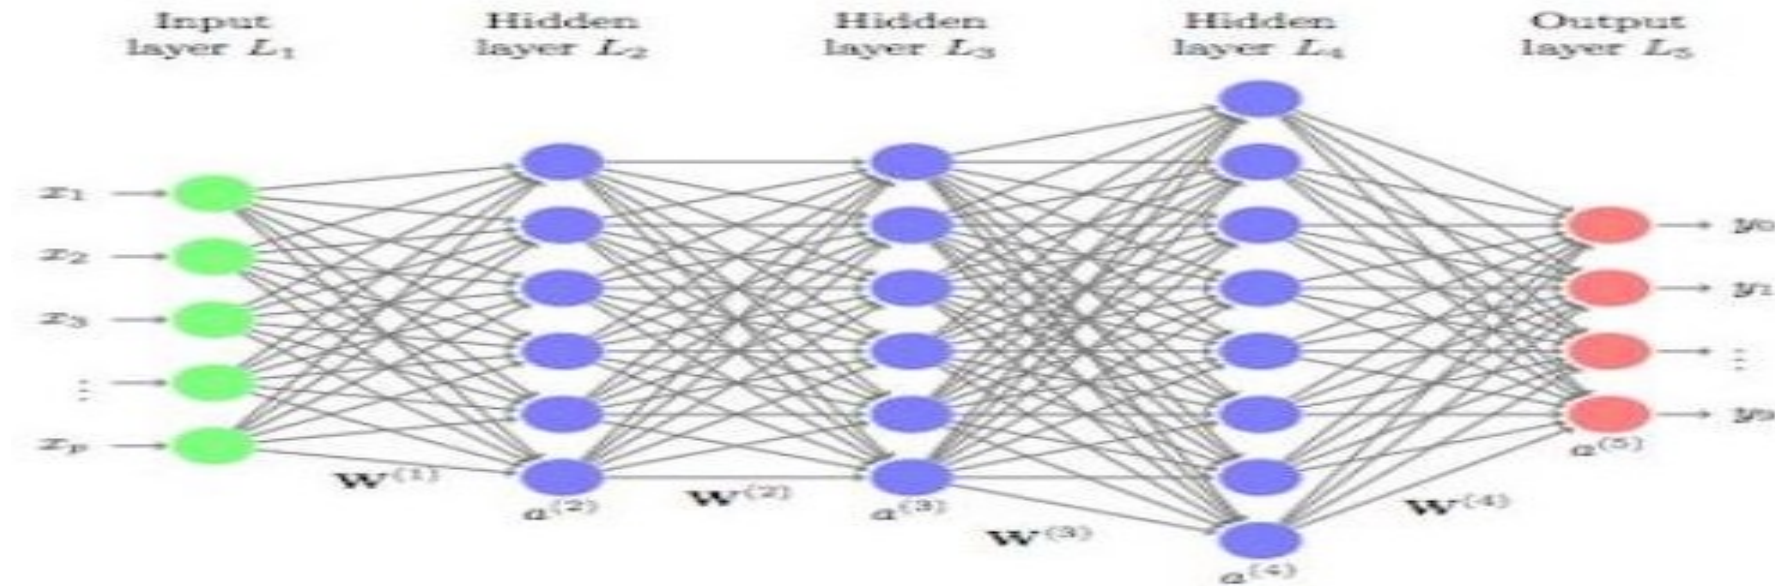 Input
layer L₁
Hidden
layer L₂
Hidden
layer L₃
Hidden
layer L₄
Output
layer L₅
x₁
x₂
x₃
⋮
xₚ
W⁽¹⁾
a⁽²⁾
W⁽²⁾
a⁽³⁾
W⁽³⁾
a⁽⁴⁾
W⁽⁴⁾
a⁽⁵⁾
y₀
y₁
⋮
y₉